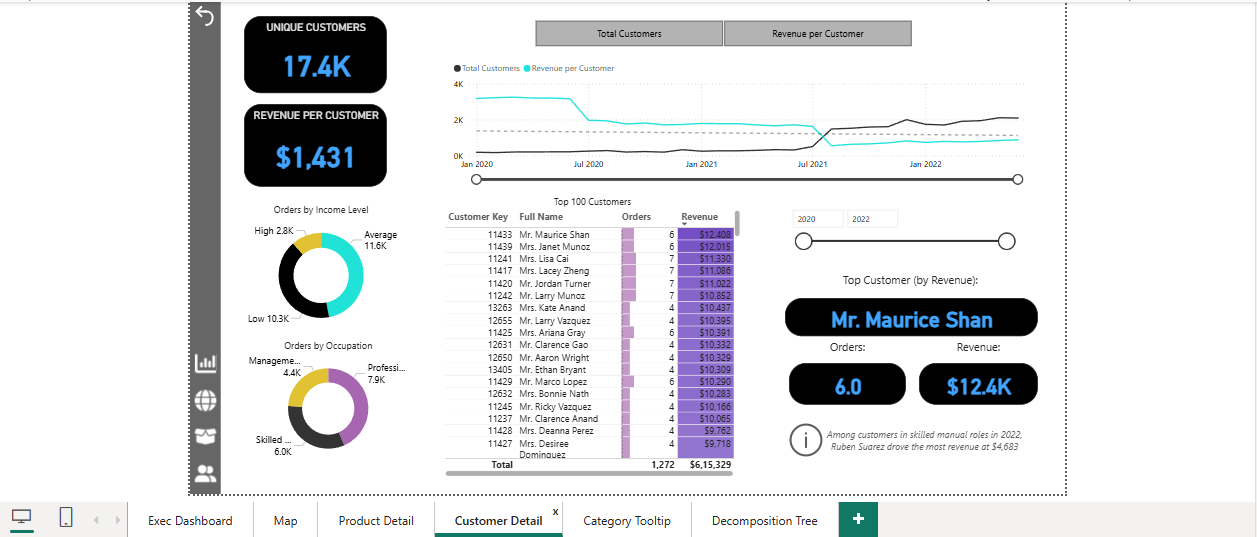 UNIQUE CUSTOMERS
17.4K
REVENUE PER CUSTOMER
$1,431
Total Customers
Revenue per Customer
Total Customers Revenue per Customer
4K
2K
0K
Jan 2020 Jul 2020 Jan 2021 Jul 2021 Jan 2022
Orders by Income Level
High 2.8K
Average
11.6K
Low 10.3K
Orders by Occupation
Manageme...
4.4K
Professi...
7.9K
Skilled ...
6.0K
Top 100 Customers
Customer Key Full Name Orders Revenue
11433 Mr. Maurice Shan 6 $12,408
11439 Mrs. Janet Munoz 6 $12,015
11241 Mrs. Lisa Cai 7 $11,330
11417 Mrs. Lacey Zheng 7 $11,086
11420 Mr. Jordan Turner 7 $11,022
11242 Mr. Larry Munoz 7 $10,852
13263 Mrs. Kate Anand 4 $10,437
12655 Mr. Larry Vazquez 4 $10,395
11425 Mrs. Ariana Gray 6 $10,391
12631 Mr. Clarence Gao 4 $10,332
12650 Mr. Aaron Wright 4 $10,329
13405 Mr. Ethan Bryant 4 $10,309
11429 Mr. Marco Lopez 6 $10,290
12632 Mrs. Bonnie Nath 4 $10,283
11245 Mr. Ricky Vazquez 4 $10,166
11237 Mr. Clarence Anand 4 $10,065
11428 Mrs. Deanna Perez 4 $9,762
11427 Mrs. Desiree 4 $9,718
Dominguez
Total 1,272 $6,15,329
2020 2022
Top Customer (by Revenue):
Mr. Maurice Shan
Orders: Revenue:
6.0 $12.4K
i
Among customers in skilled manual roles in 2022,
Ruben Suarez drove the most revenue at $4,683
Exec Dashboard Map Product Detail Customer Detail x Category Tooltip Decomposition Tree +